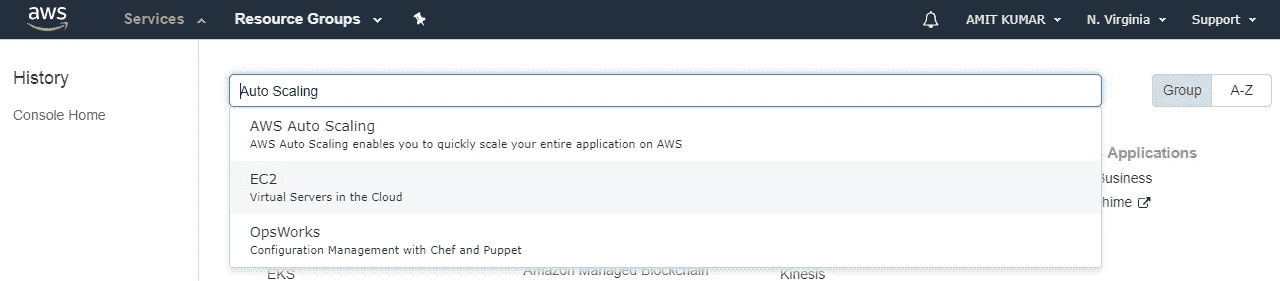 aws Services Resource Groups AMIT KUMAR N. Virginia Support
History
Console Home
Auto Scaling
Group A-Z
AWS Auto Scaling
AWS Auto Scaling enables you to quickly scale your entire application on AWS
EC2
Virtual Servers in the Cloud
OpsWorks
Configuration Management with Chef and Puppet
Applications
Business
hime
EKS Amazon Managed Blockchain Kinesis